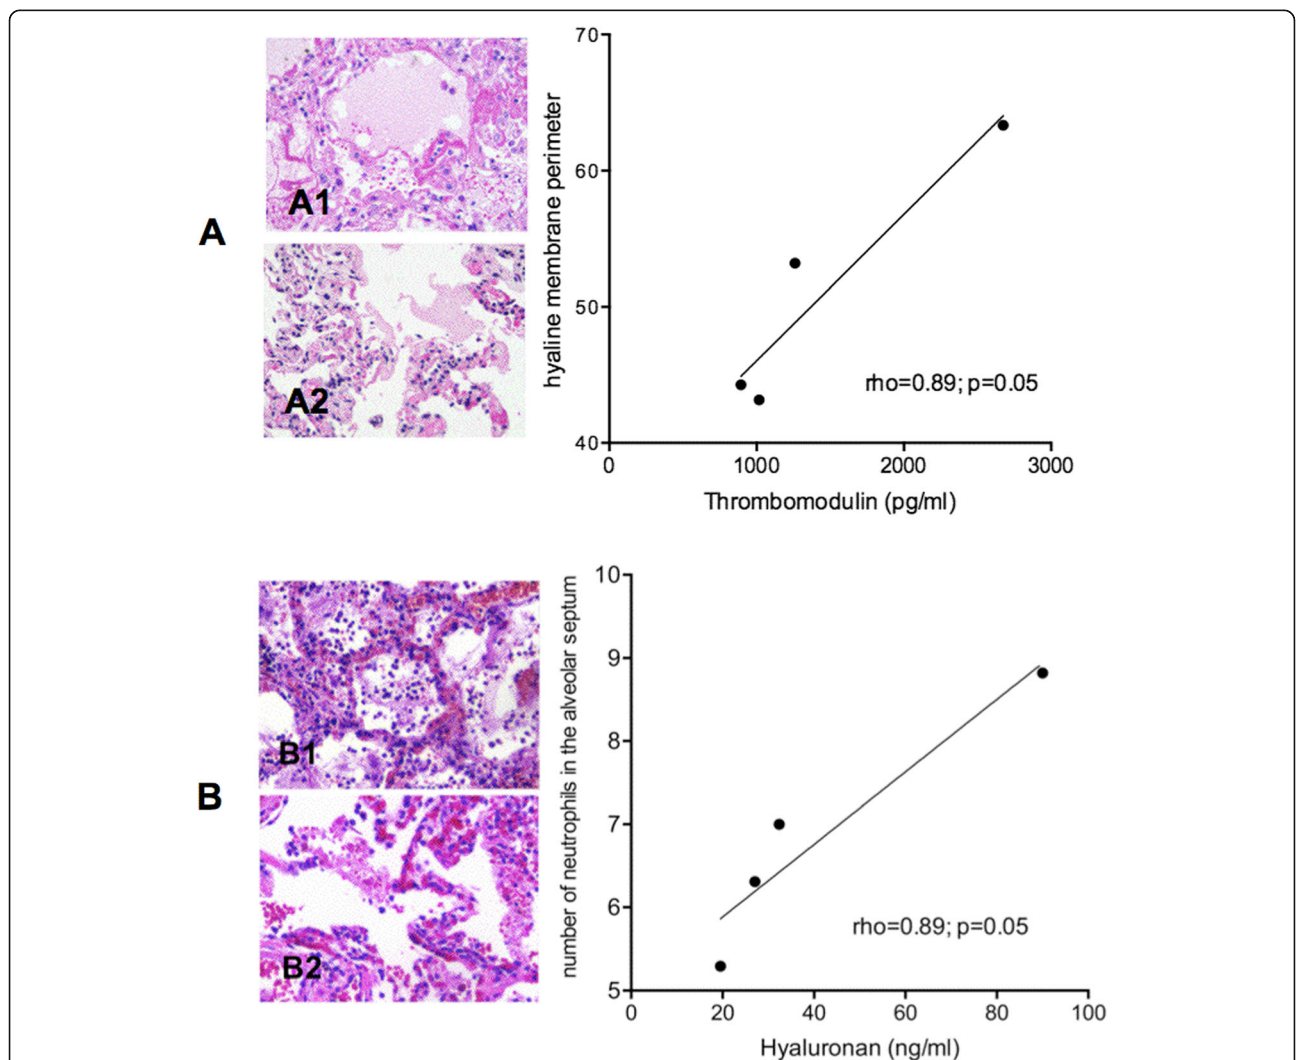 A
A1
A2
hyaline membrane perimeter
70
60
50
40
0
1000
2000
3000
rho=0.89; p=0.05
Thrombomodulin (pg/ml)
B
B1
B2
number of neutrophils in the alveolar septum
10
9
8
7
6
5
0
20
40
60
80
100
rho=0.89; p=0.05
Hyaluronan (ng/ml)